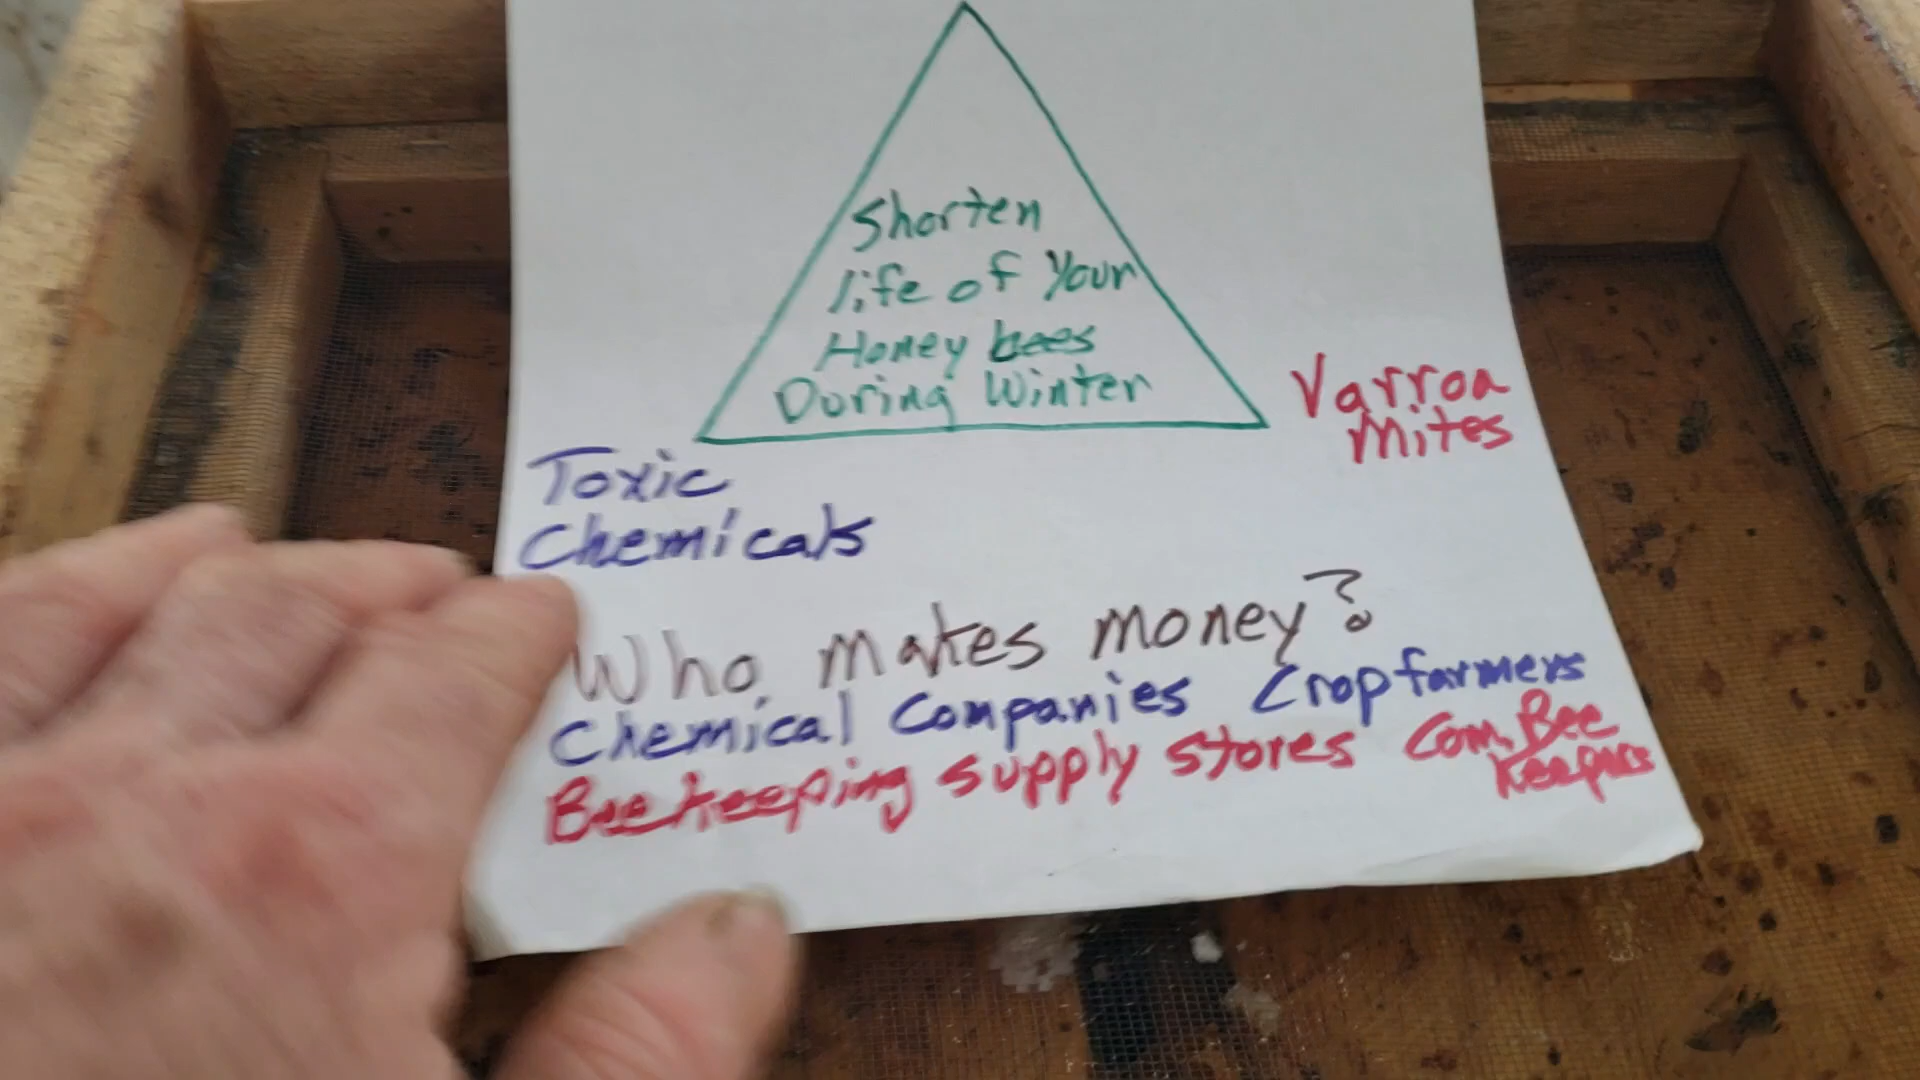 Shorten
life of Your
Honey bees
During Winter
Varroa
mites
Toxic
Chemicals
Who makes money?
Chemical Companies Crop farmers
Beekeeping supply stores Com. Bee
Keepers